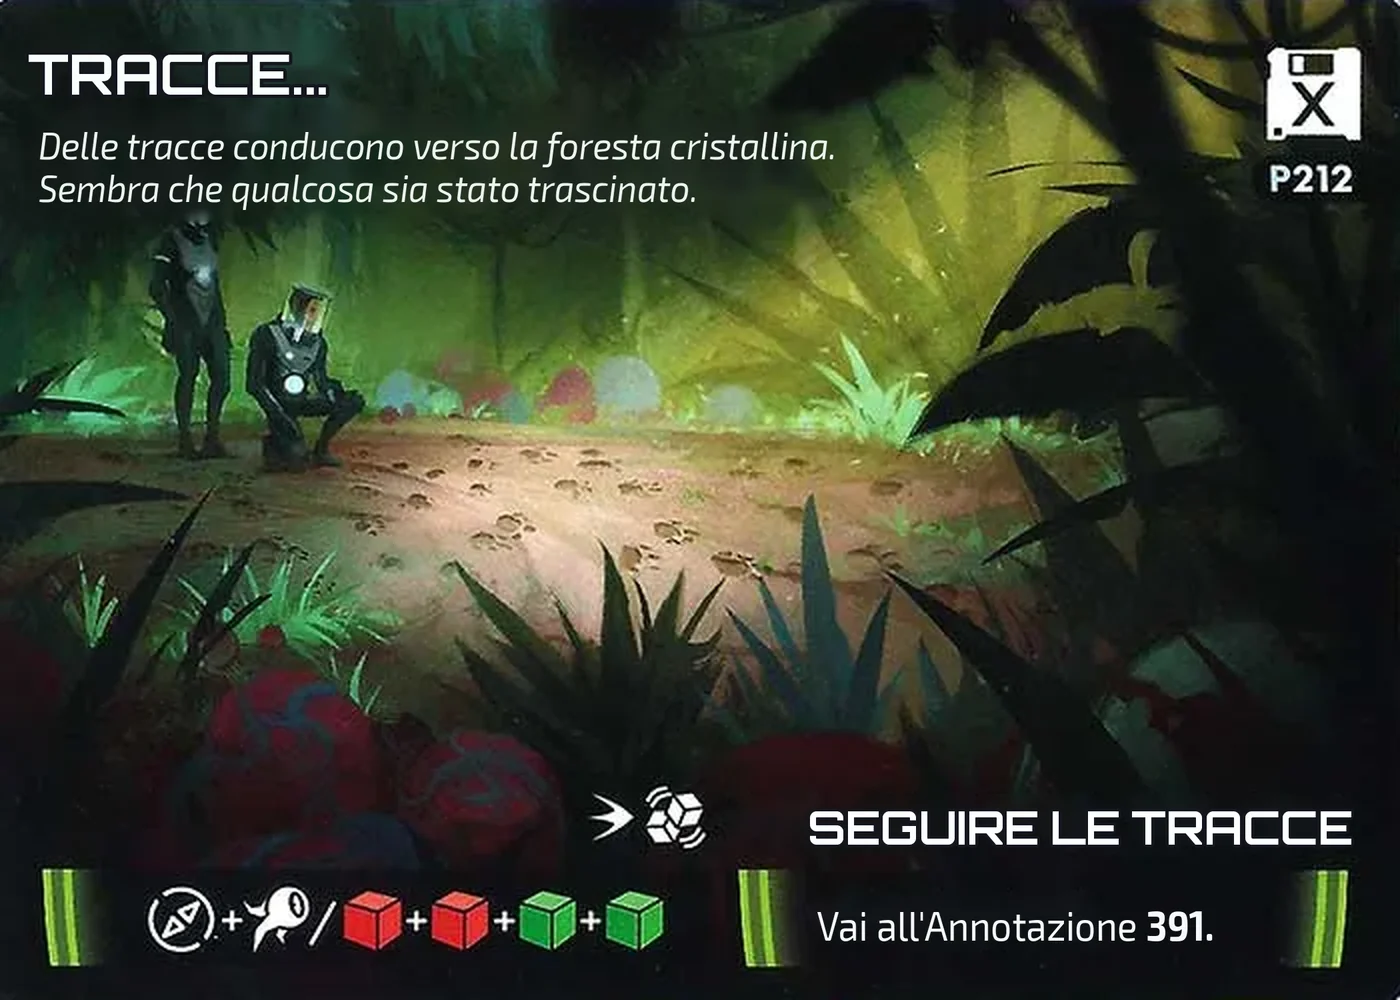 TRACCE...
Delle tracce conducono verso la foresta cristallina.
Sembra che qualcosa sia stato trascinato.
X
P212
SEGUIRE LE TRACCE
+ / + + +
Vai all'Annotazione 391.